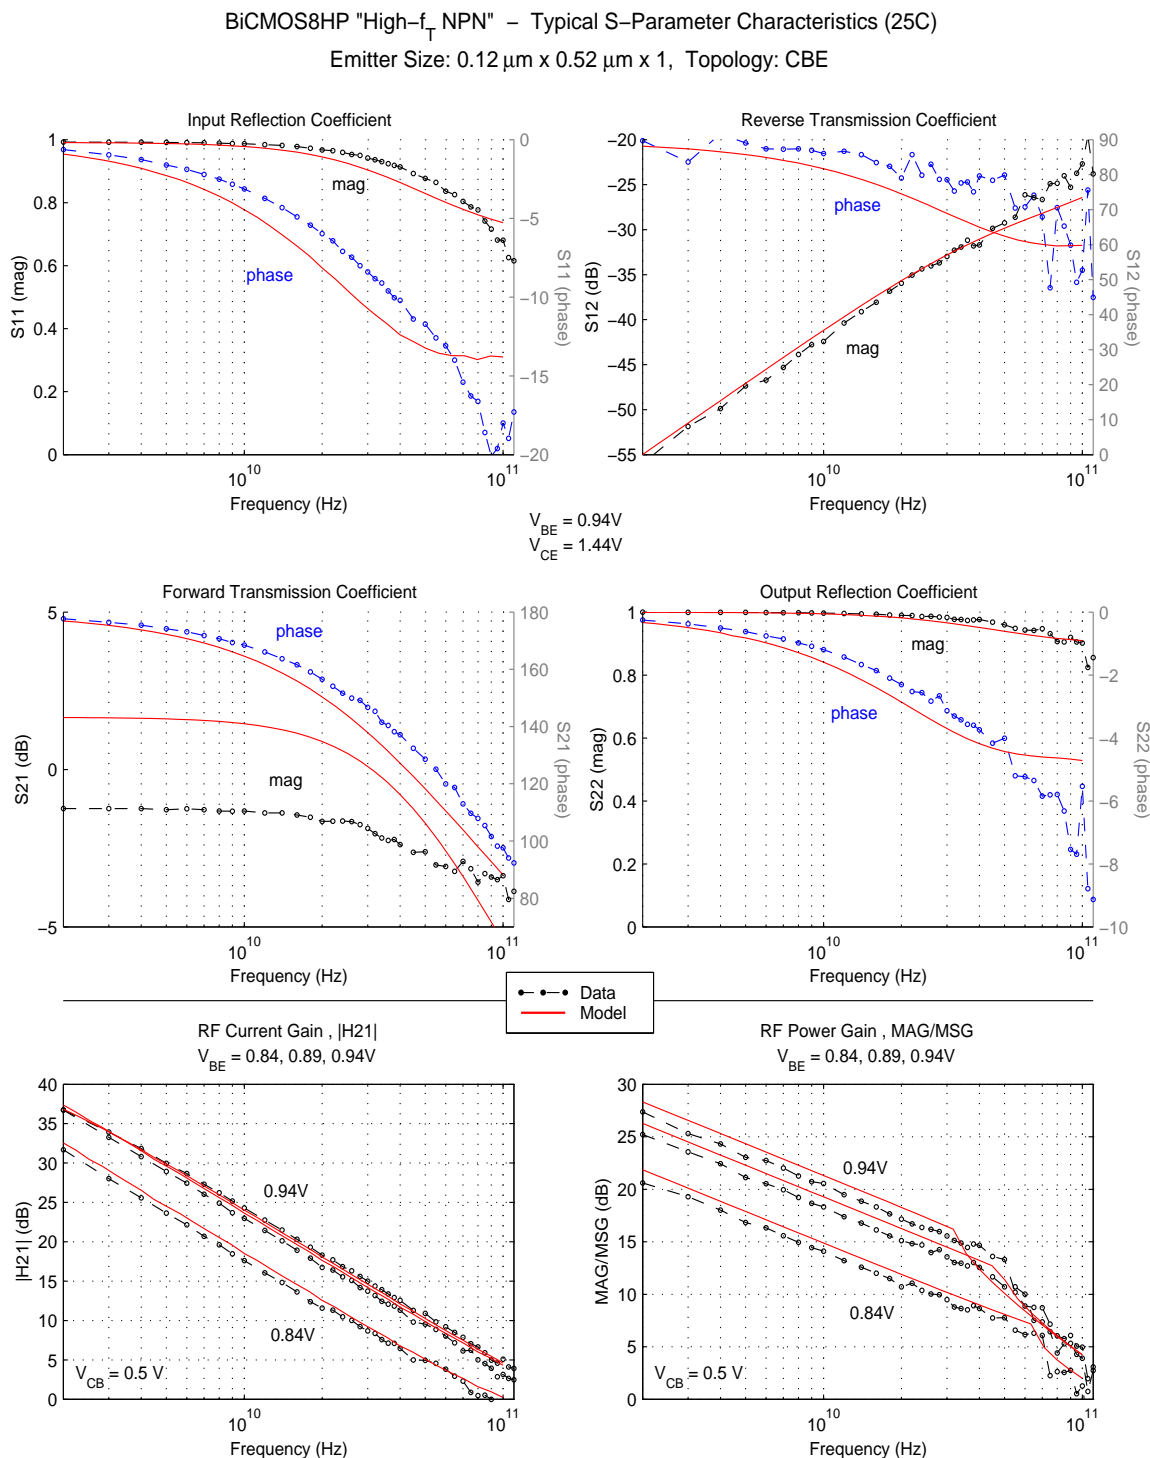 BiCMOS8HP "High−fT NPN" − Typical S−Parameter Characteristics (25C)
Emitter Size: 0.12 µm x 0.52 µm x 1, Topology: CBE
Input Reflection Coefficient
1
0.8
0.6
0.4
0.2
0
S11 (mag)
0
−5
−10
−15
−20
S11 (phase)
mag
phase
10^10
10^11
Frequency (Hz)
Reverse Transmission Coefficient
−20
−25
−30
−35
−40
−45
−50
−55
S12 (dB)
90
80
70
60
50
40
30
20
10
0
S12 (phase)
phase
mag
10^10
10^11
Frequency (Hz)
VBE = 0.94V
VCE = 1.44V
Forward Transmission Coefficient
5
0
−5
S21 (dB)
180
160
140
120
100
80
S21 (phase)
phase
mag
10^10
10^11
Frequency (Hz)
Output Reflection Coefficient
1
0.8
0.6
0.4
0.2
0
S22 (mag)
0
−2
−4
−6
−8
−10
S22 (phase)
mag
phase
10^10
10^11
Frequency (Hz)
Data
Model
RF Current Gain , |H21|
VBE = 0.84, 0.89, 0.94V
40
35
30
25
20
15
10
5
0
|H21| (dB)
0.94V
0.84V
VCB = 0.5 V
10^10
10^11
Frequency (Hz)
RF Power Gain , MAG/MSG
VBE = 0.84, 0.89, 0.94V
30
25
20
15
10
5
0
MAG/MSG (dB)
0.94V
0.84V
VCB = 0.5 V
10^10
10^11
Frequency (Hz)